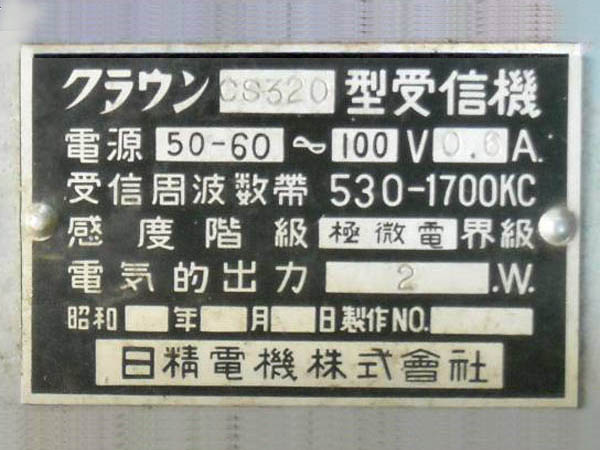 クラウン CS320 型受信機
電源 50-60 ~ 100 V 0.6 A.
受信周波数帯 530-1700KC
感度階級 極微電界級
電気的出力 2 .W.
昭和 年 月 日製作NO.
日精電機株式會社